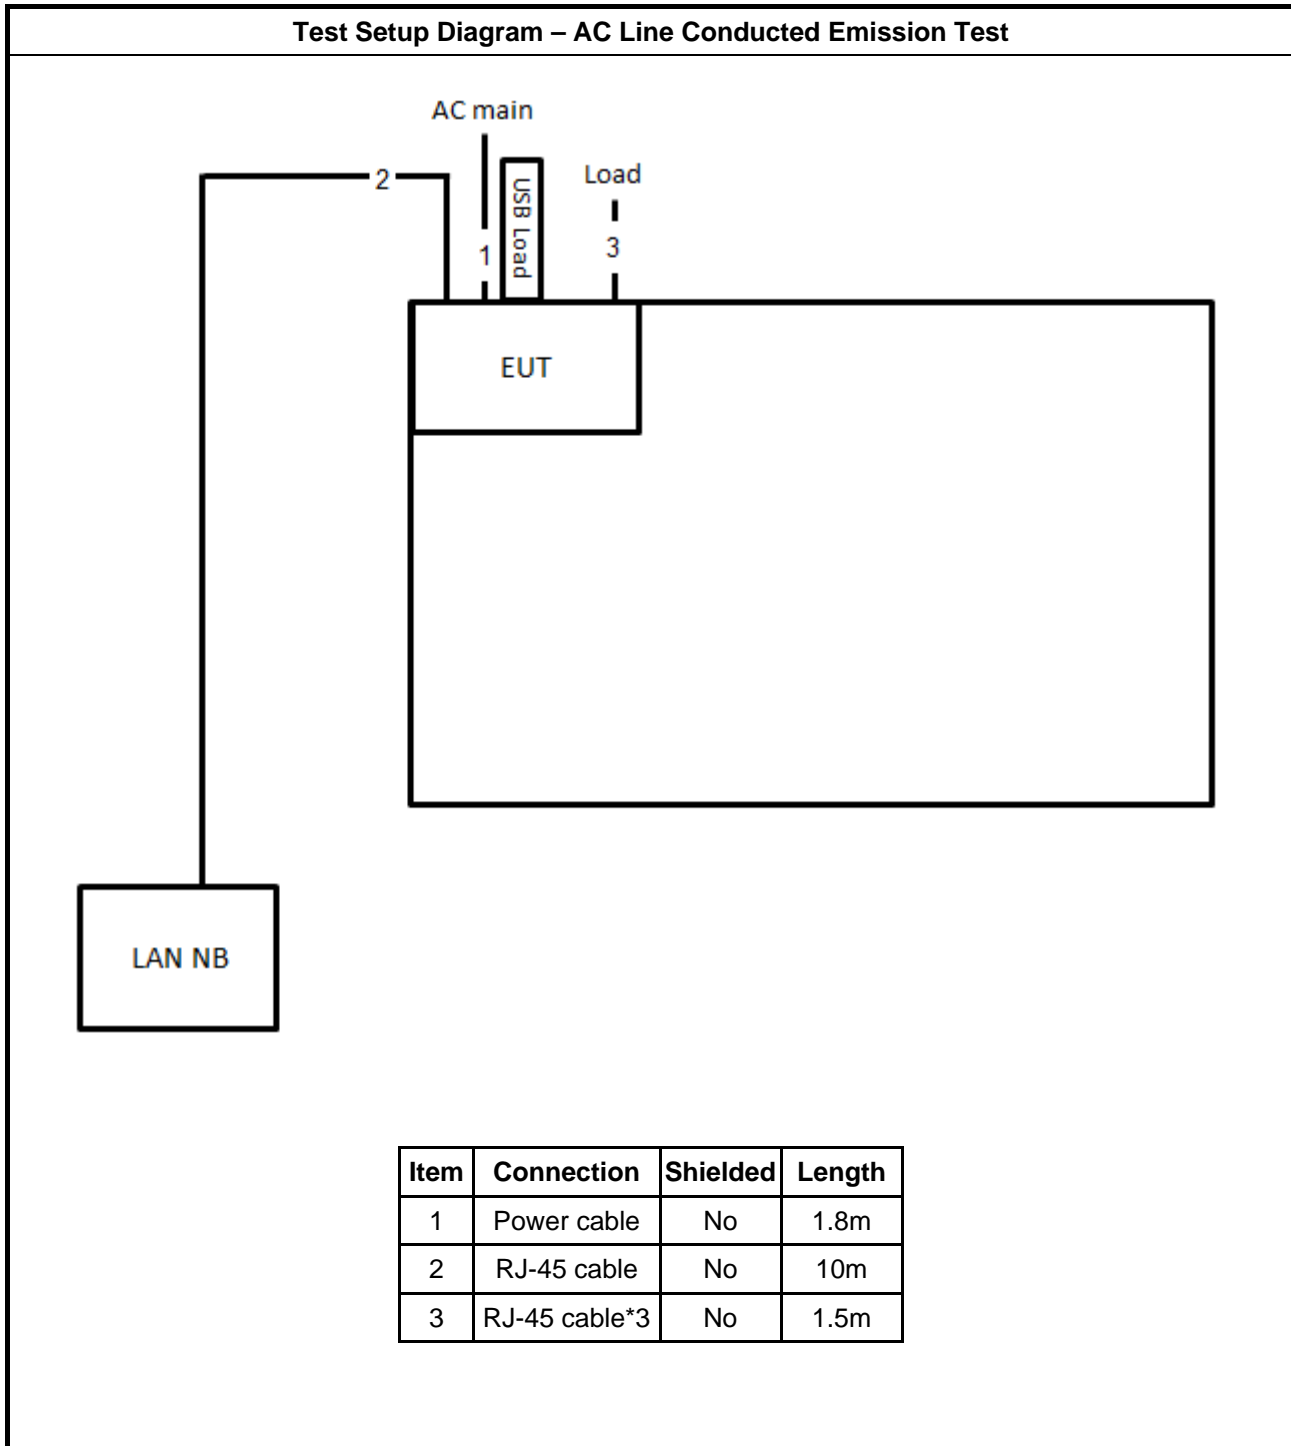 Test Setup Diagram – AC Line Conducted Emission Test
AC main
2
Load
USB Load
1
3
EUT
LAN NB
Item Connection Shielded Length
1 Power cable No 1.8m
2 RJ-45 cable No 10m
3 RJ-45 cable*3 No 1.5m